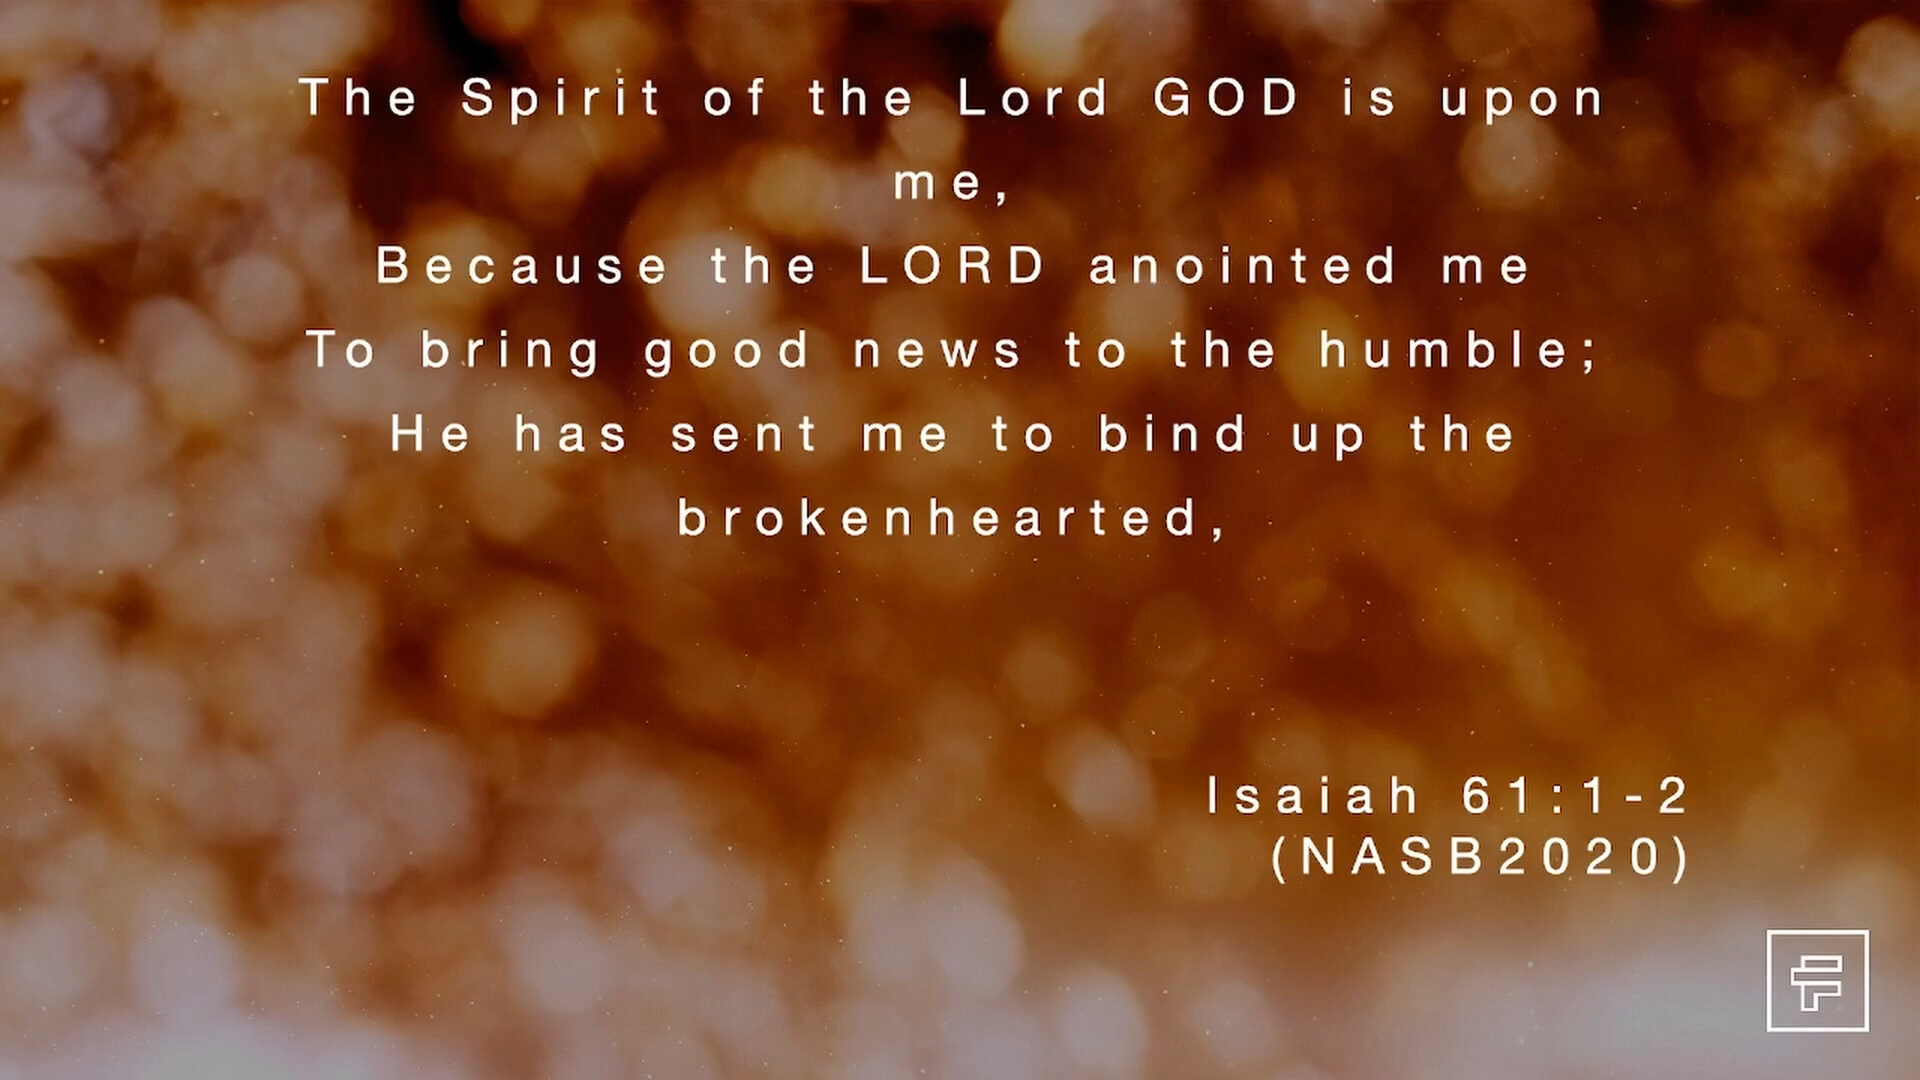 The Spirit of the Lord GOD is upon
me,
Because the LORD anointed me
To bring good news to the humble;
He has sent me to bind up the
brokenhearted,
Isaiah 61:1-2
(NASB2020)